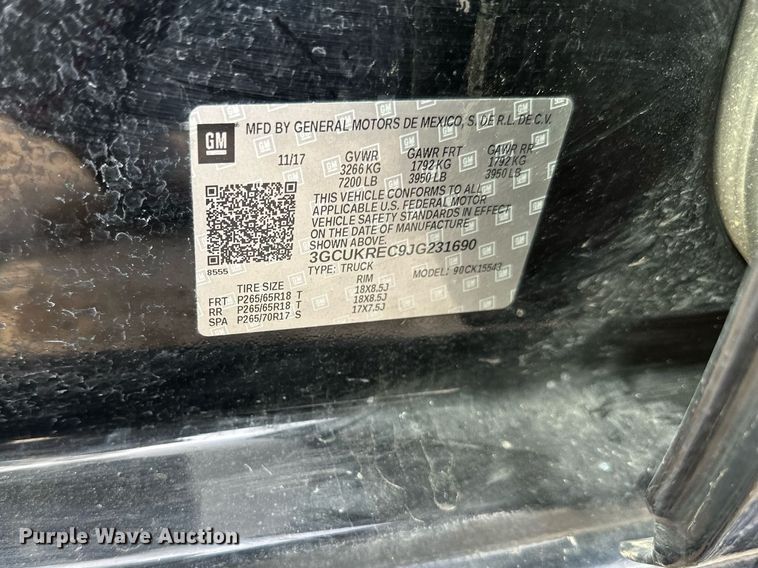 GM
MFD BY GENERAL MOTORS DE MEXICO, S. DE R.L. DE C.V.
11/17 GVWR GAWR FRT GAWR RR
3266 KG 1792 KG 1792 KG
7200 LB 3950 LB 3950 LB
THIS VEHICLE CONFORMS TO ALL
APPLICABLE U.S. FEDERAL MOTOR
VEHICLE SAFETY STANDARDS IN EFFECT
ON THE DATE OF MANUFACTURE
SHOWN ABOVE.
8555 3GCUKREC9JG231690
TYPE: TRUCK MODEL: 98CK15543
TIRE SIZE RIM
FRT P265/65R18 T 18X8.5J
RR P265/65R18 T 18X8.5J
SPA P265/70R17 S 17X7.5J
Purple Wave Auction